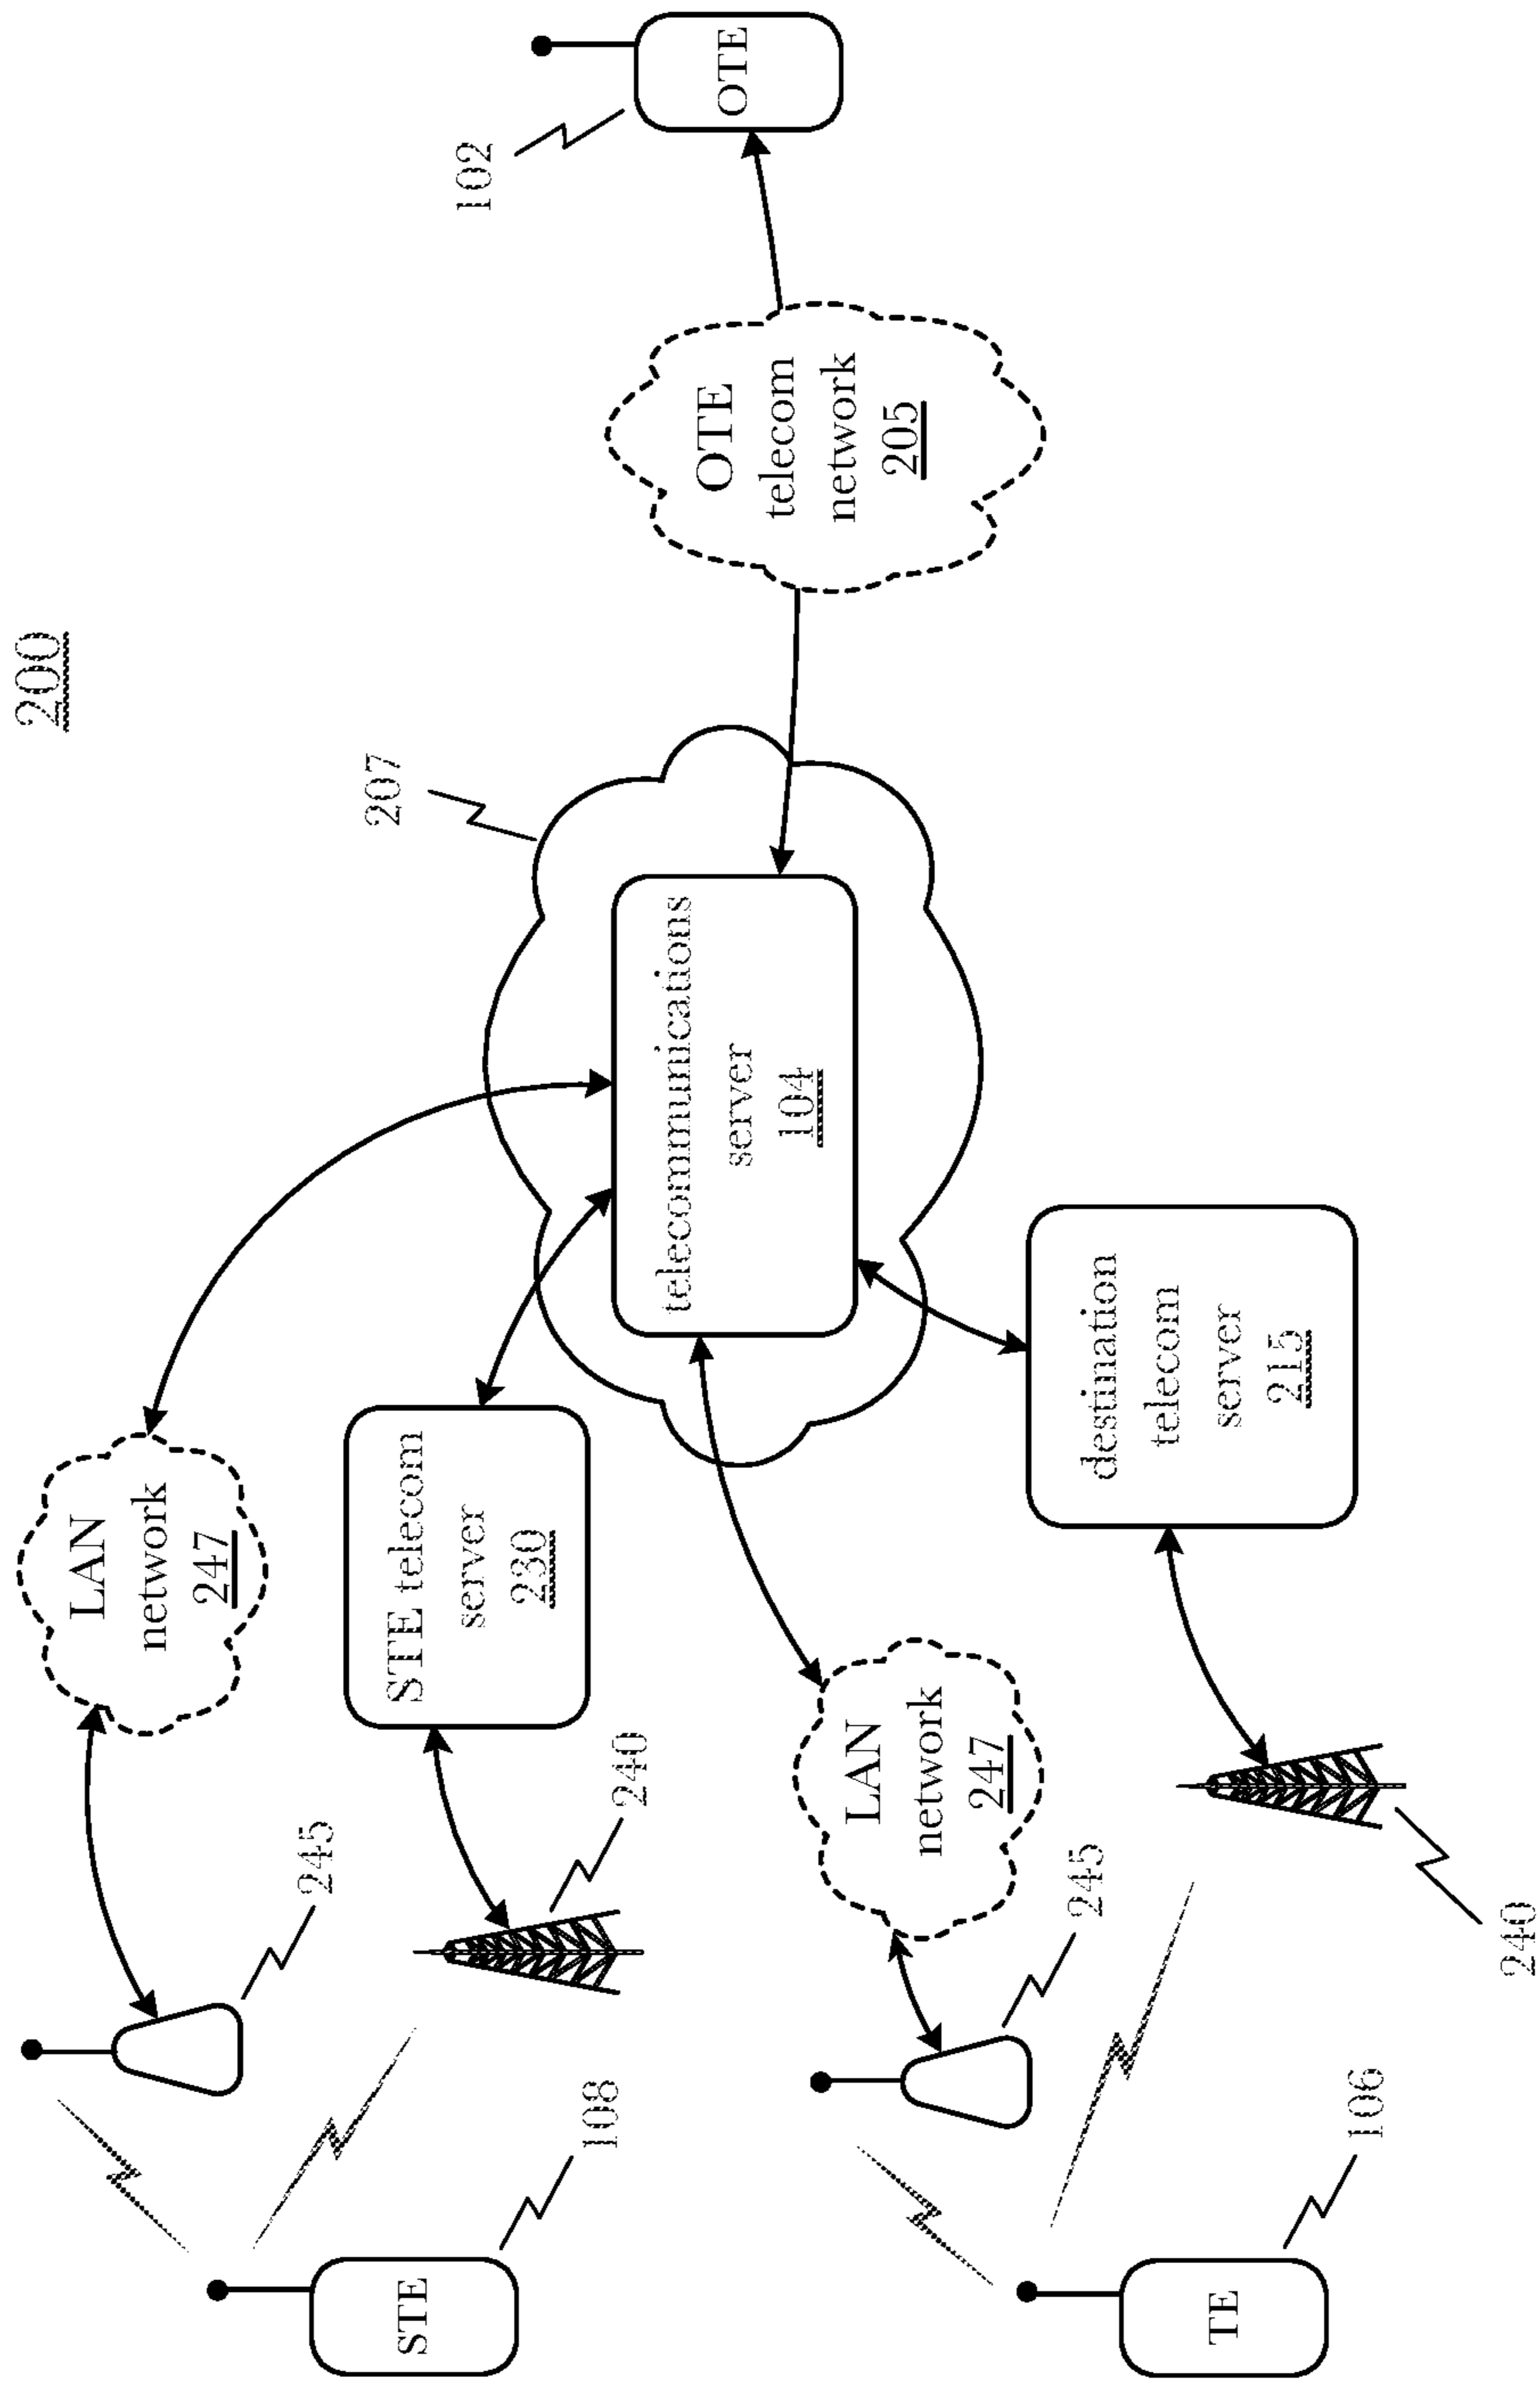 200
STE
108
245
LAN
network
247
240
STE telecom
server
230
207
telecommunications
server
104
OTE
telecom
network
205
102
OTE
TE
106
245
LAN
network
247
240
destination
telecom
server
215